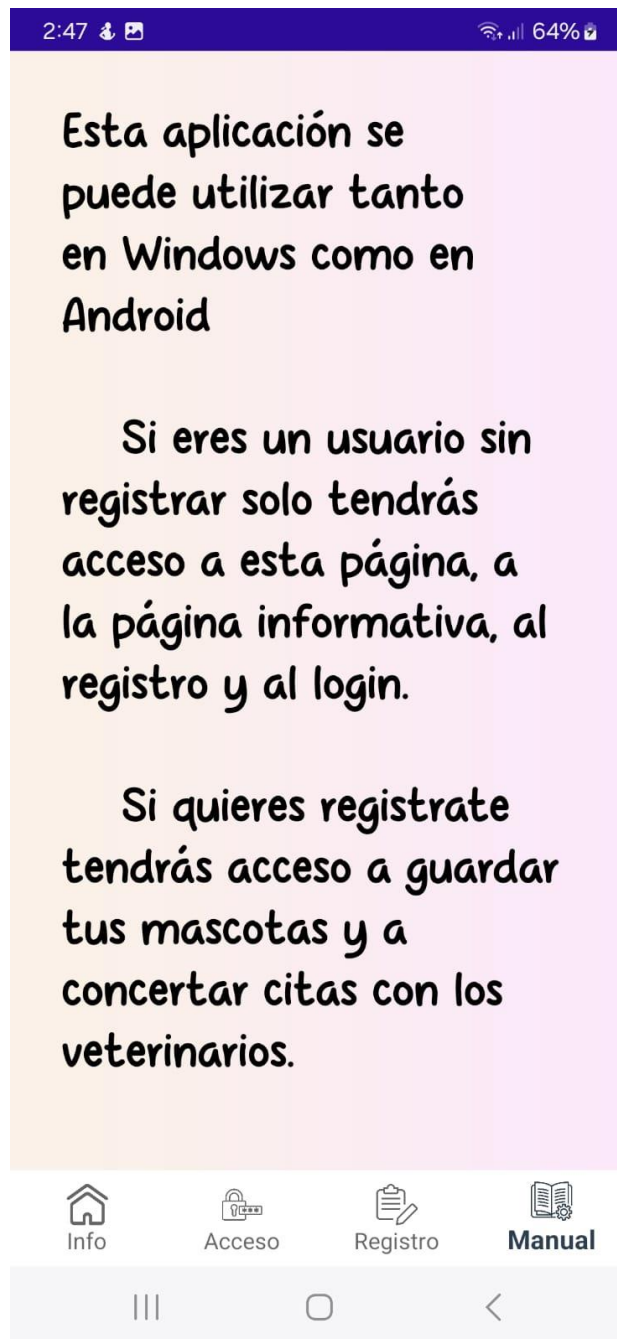 2:47 64%
Esta aplicación se
puede utilizar tanto
en Windows como en
Android
Si eres un usuario sin
registrar solo tendrás
acceso a esta página, a
la página informativa, al
registro y al login.
Si quieres registrate
tendrás acceso a guardar
tus mascotas y a
concertar citas con los
veterinarios.
Info Acceso Registro Manual